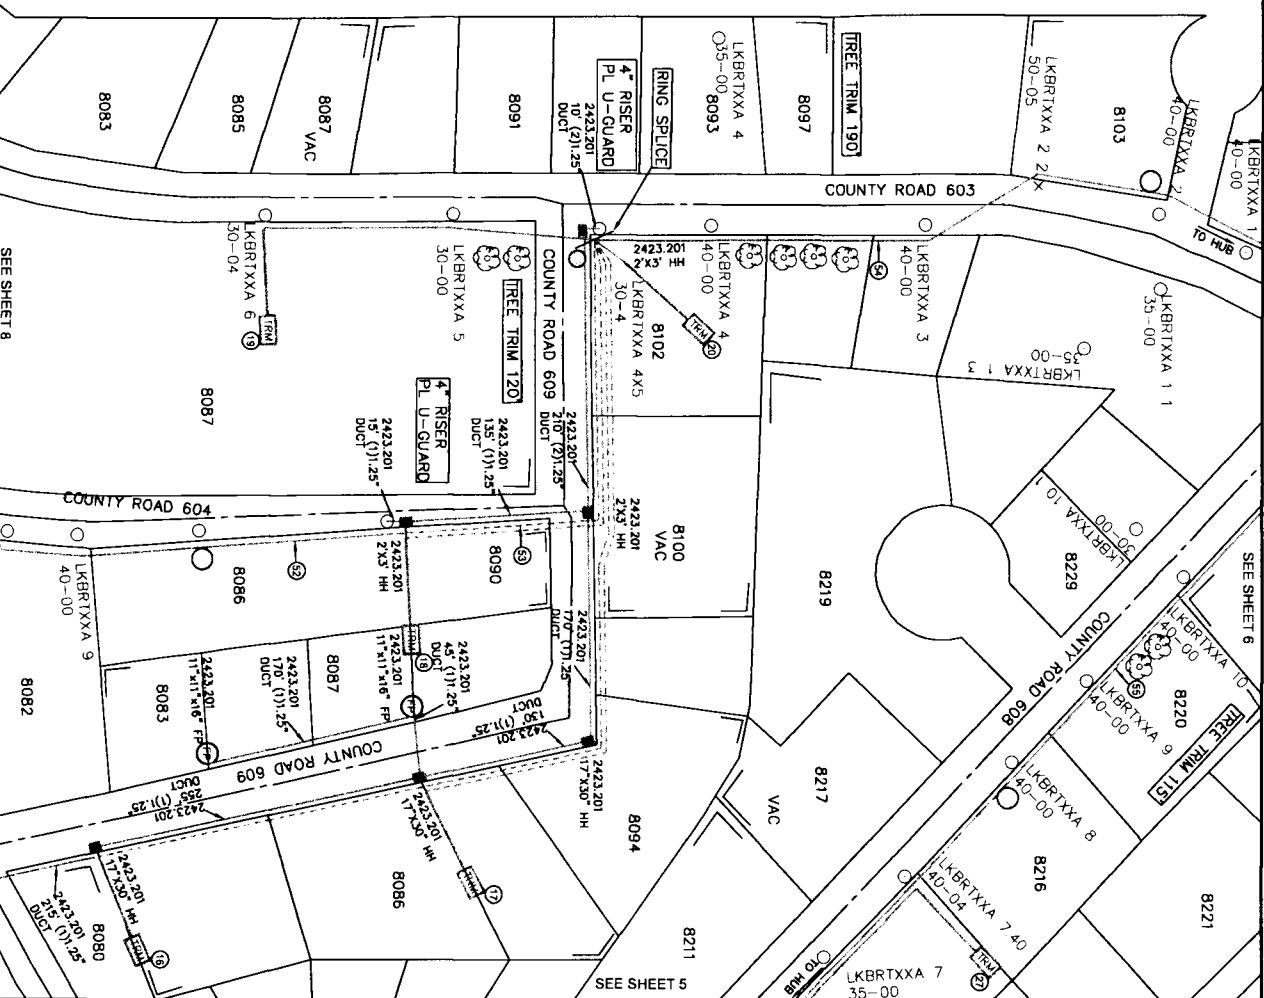 8083
8085
8087
VAC
8091
2423.201
10' (2)1.25"
DUCT
4" RISER
PL U-GUARD
RING SPLICE
LKBRTXXA 4
35-00
8093
8097
TREE TRIM 190'
LKBRTXXA 2 2X
50-05
8103
LKBRTXXA 2
40-00
LKBRTXXA 1
40-00
COUNTY ROAD 603
TO HUB
SEE SHEET 8
LKBRTXXA 6
30-04
TRM
19
LKBRTXXA 5
30-00
TREE TRIM 120'
COUNTY ROAD 609
2423.201
2'X3' HH
LKBRTXXA 4X5
30-4
8102
LKBRTXXA 4
40-00
TRM
20
54
LKBRTXXA 3
40-00
LKBRTXXA 1 3
35-00
LKBRTXXA 1 1
35-00
8087
4" RISER
PL U-GUARD
2423.201
15' (1)1.25"
DUCT
2423.201
135' (1)1.25"
DUCT
2423.201
210' (2)1.25"
DUCT
COUNTY ROAD 604
2423.201
2'X3' HH
8100
VAC
8219
LKBRTXXA 10 1
30-00
8229
SEE SHEET 6
52
53
8086
8090
2423.201
2'X3' HH
LKBRTXXA 9
40-00
2423.201
170' (1)1.25"
DUCT
COUNTY ROAD 608
LKBRTXXA 10
40-00
55
8220
LKBRTXXA 9
40-00
TREE TRIM 115'
8082
8083
2423.201
11"x11"x16" FP
FP
2423.201
170' (1)1.25"
DUCT
8087
TRM
18
2423.201
11"x11"x16" FP
FP
2423.201
45' (1)1.25"
DUCT
COUNTY ROAD 609
2423.201
130' (1)1.25"
DUCT
2423.201
17"X30" HH
8217
VAC
LKBRTXXA 8
40-00
8216
8221
2423.201
255' (1)1.25"
DUCT
2423.201
17"X30" HH
8094
8086
TRM
17
2423.201
17"X30" HH
LKBRTXXA 7 40
40-04
2423.201
215' (1)1.25"
DUCT
8080
TRM
16
8211
SEE SHEET 5
TO HUB
LKBRTXXA 7
35-00
TRM
27